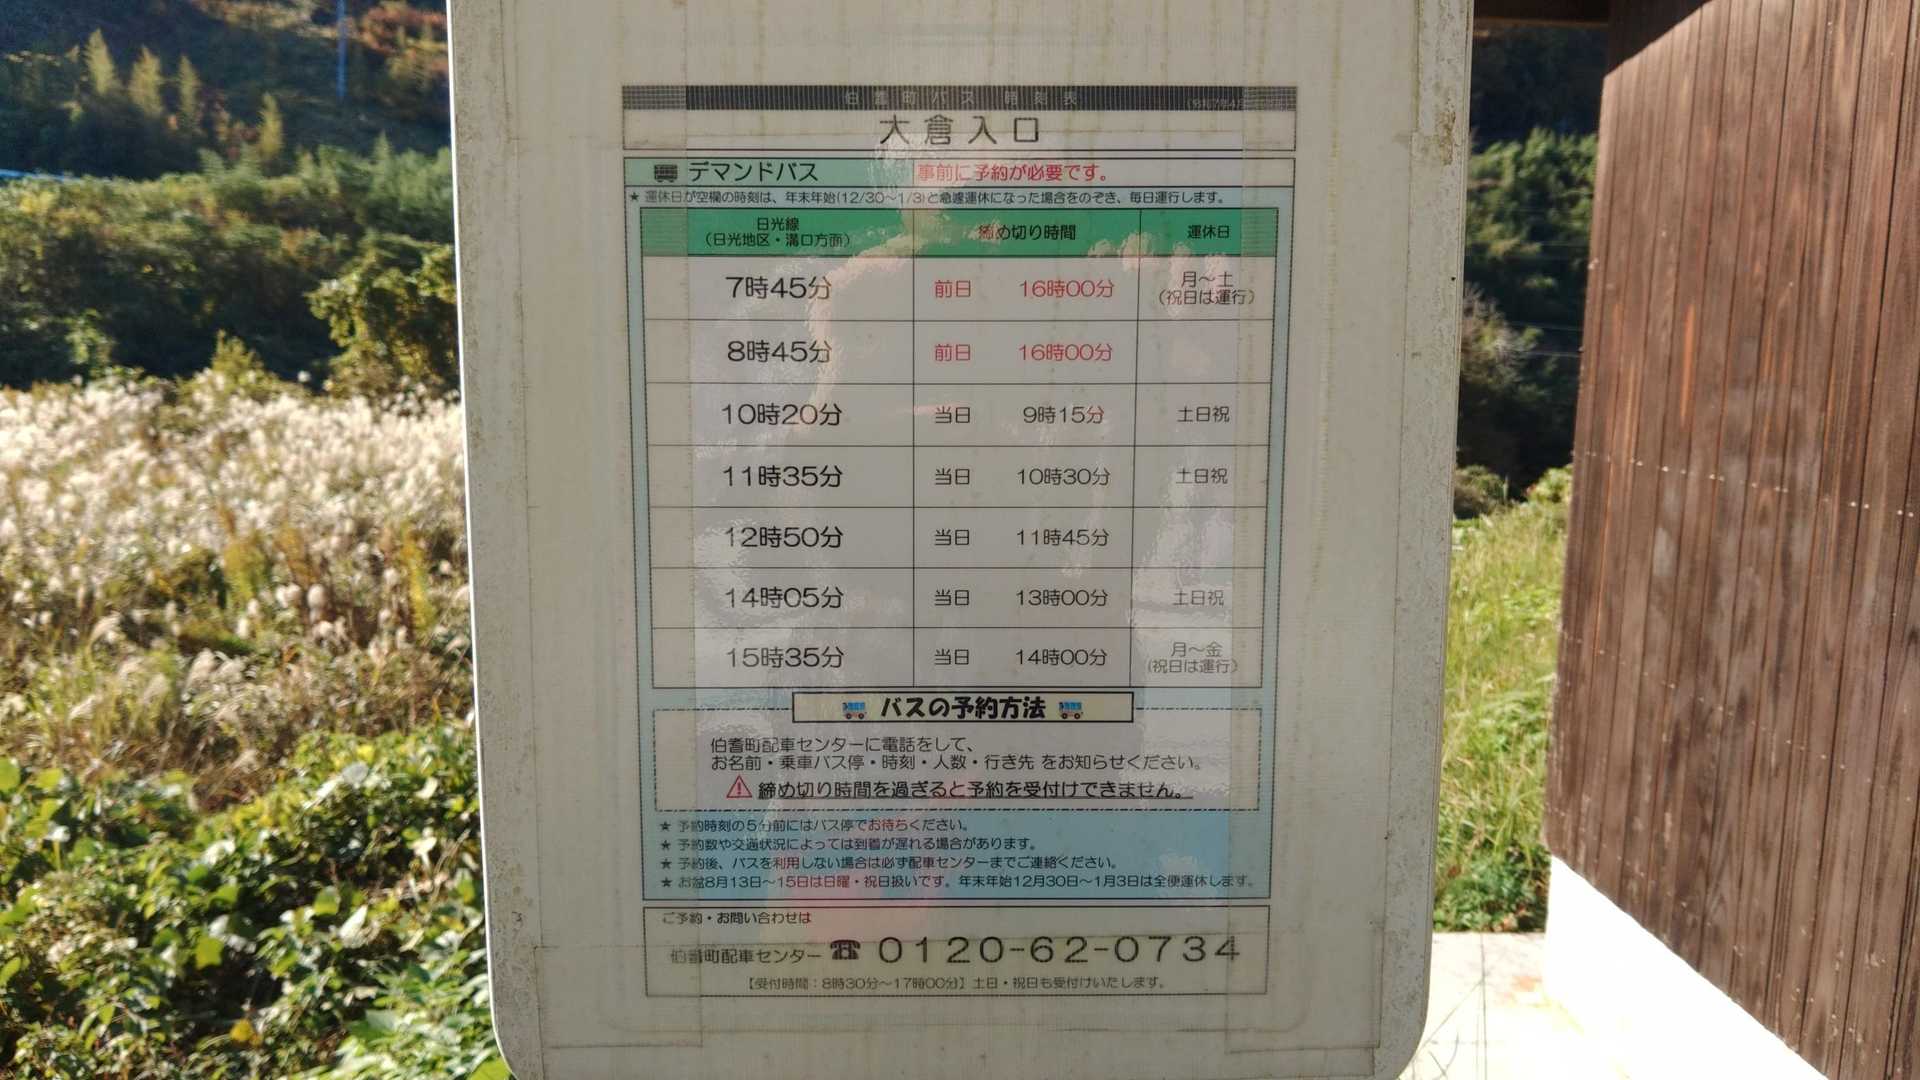 伯耆町バス 時刻表
大倉入口
デマンドバス 事前に予約が必要です。
★ 運休日が空欄の時刻は、年末年始(12/30～1/3)と急遽運休になった場合をのぞき、毎日運行します。
日光線 締め切り時間 運休日
(日光地区・溝口方面)
7時45分 前日 16時00分 月～土
(祝日は運行)
8時45分 前日 16時00分
10時20分 当日 9時15分 土日祝
11時35分 当日 10時30分 土日祝
12時50分 当日 11時45分
14時05分 当日 13時00分 土日祝
15時35分 当日 14時00分 月～金
(祝日は運行)
バスの予約方法
伯耆町配車センターに電話をして、
お名前・乗車バス停・時刻・人数・行き先 をお知らせください。
締め切り時間を過ぎると予約を受付けできません。
★ 予約時刻の5分前にはバス停でお待ちください。
★ 予約数や交通状況によっては到着が遅れる場合があります。
★ 予約後、バスを利用しない場合は必ず配車センターまでご連絡ください。
★ お盆8月13日～15日は日曜・祝日扱いです。年末年始12月30日～1月3日は全便運休します。
ご予約・お問い合わせは
伯耆町配車センター ☎ 0120-62-0734
【受付時間：8時30分～17時00分】土日・祝日も受付けいたします。